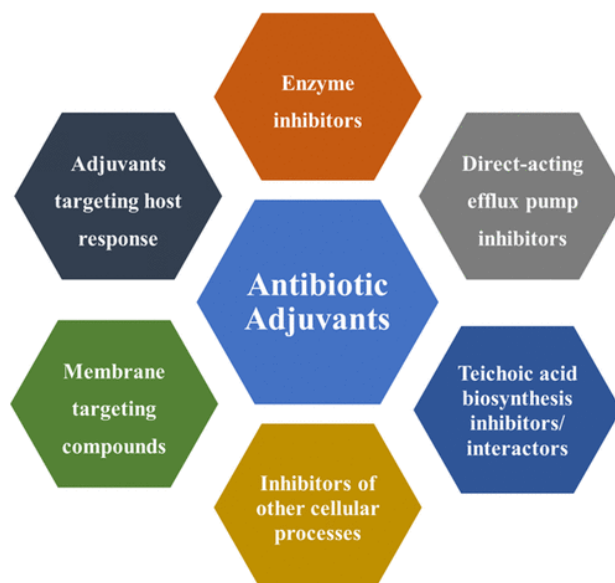 Enzyme
inhibitors
Adjuvants
targeting host
response
Direct-acting
efflux pump
inhibitors
Antibiotic
Adjuvants
Membrane
targeting
compounds
Teichoic acid
biosynthesis
inhibitors/
interactors
Inhibitors of
other cellular
processes